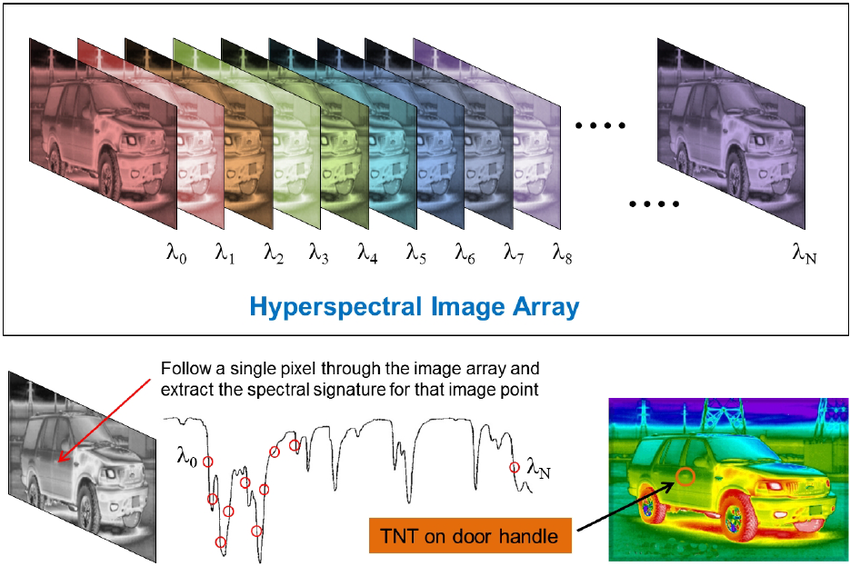 λ0 λ1 λ2 λ3 λ4 λ5 λ6 λ7 λ8 λN
Hyperspectral Image Array
Follow a single pixel through the image array and
extract the spectral signature for that image point
λ0
λN
TNT on door handle